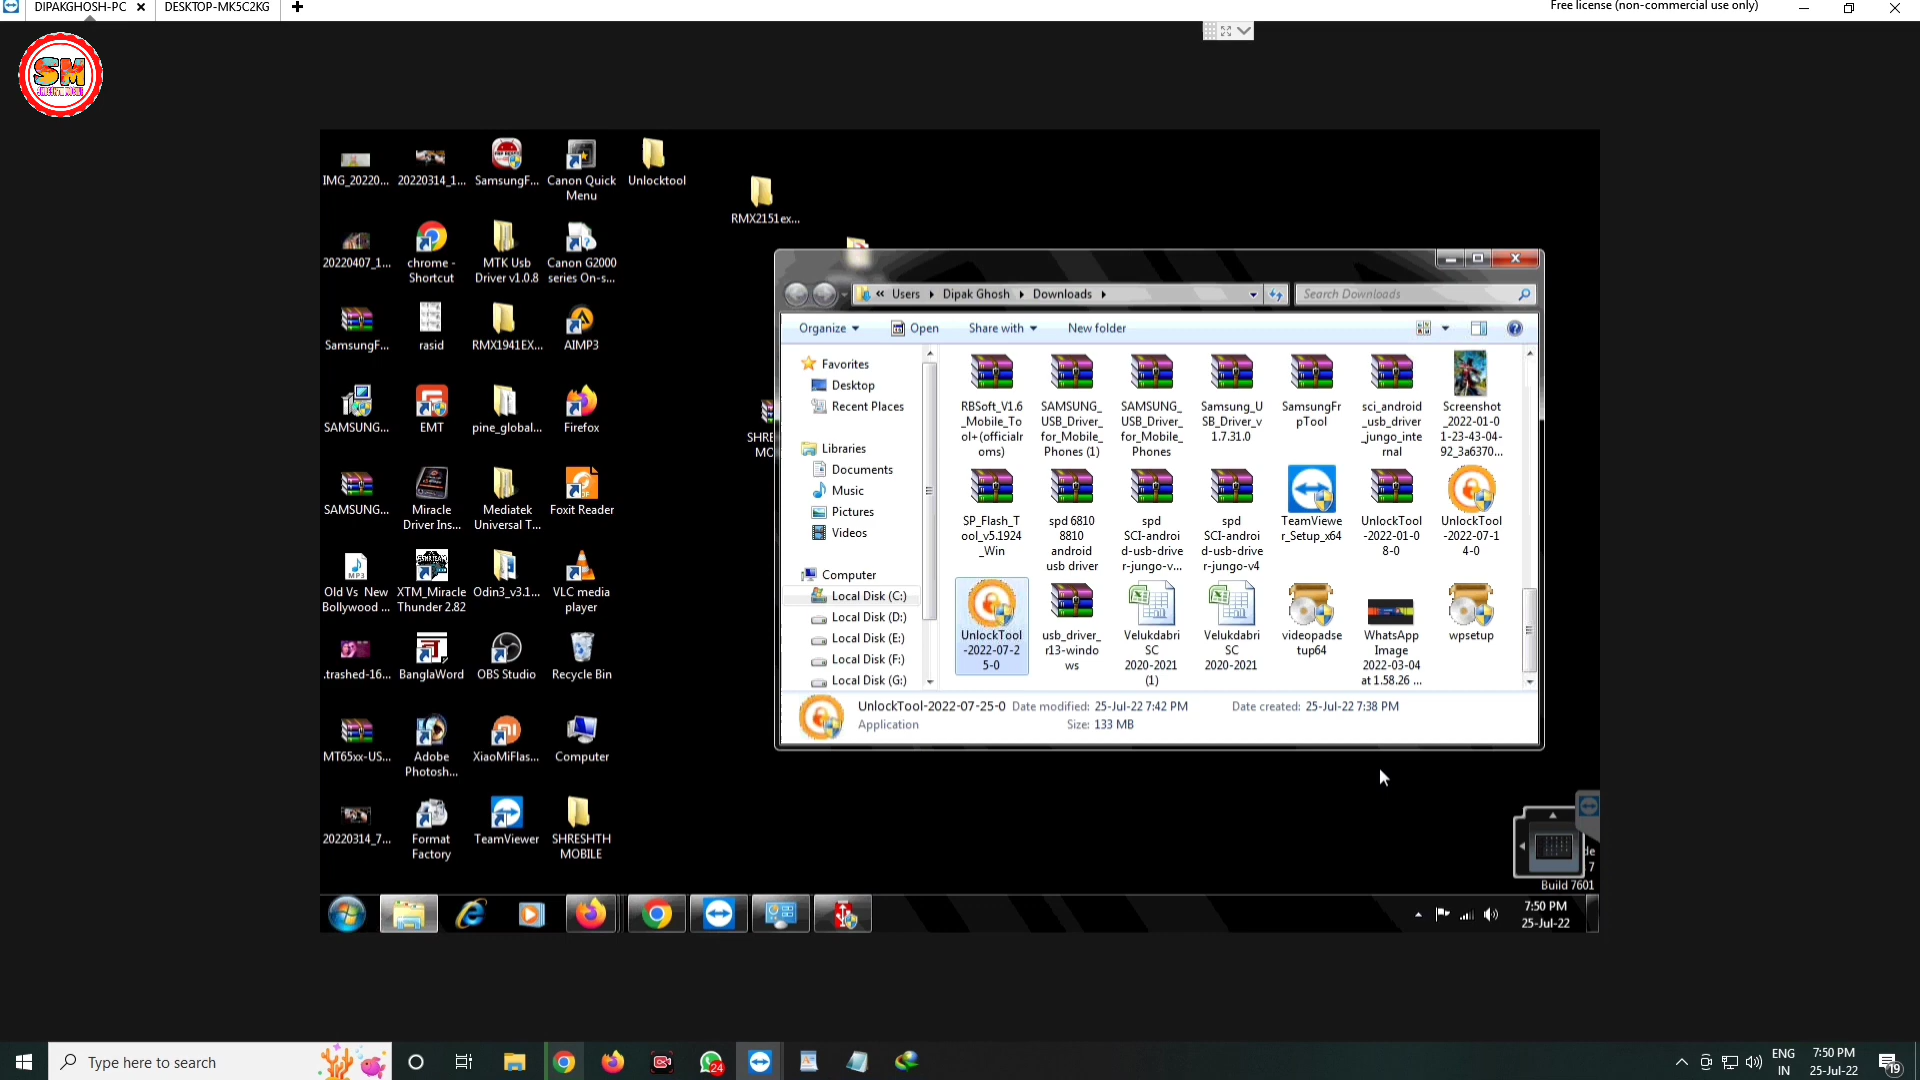 DIPAKGHOSH-PC
DESKTOP-MK5C2KG
Free license (non-commercial use only)
SM
IMG_20220...
20220314_1...
SamsungF...
Canon Quick
Menu
Unlocktool
RMX2151ex...
20220407_1...
chrome -
Shortcut
MTK Usb
Driver v1.0.8
Canon G2000
series On-s...
SamsungF...
rasid
RMX1941EX...
AIMP3
SAMSUNG...
EMT
pine_global...
Firefox
SHRE
MO
SAMSUNG...
Miracle
Driver Ins...
Mediatek
Universal T...
Foxit Reader
MP3
Old Vs New
Bollywood ...
XTM_Miracle
Thunder 2.82
Odin3_v3.1...
VLC media
player
.trashed-16...
BanglaWord
OBS Studio
Recycle Bin
MT65xx-US...
Adobe
Photosh...
XiaoMiFlas...
Computer
20220314_7...
Format
Factory
TeamViewer
SHRESHTH
MOBILE
« Users
Dipak Ghosh
Downloads
Search Downloads
Organize
Open
Share with
New folder
Favorites
Desktop
Recent Places
Libraries
Documents
Music
Pictures
Videos
Computer
Local Disk (C:)
Local Disk (D:)
Local Disk (E:)
Local Disk (F:)
Local Disk (G:)
RBSoft_V1.6
_Mobile_To
ol+(officialr
oms)
SAMSUNG_
USB_Driver_
for_Mobile_
Phones (1)
SAMSUNG_
USB_Driver_
for_Mobile_
Phones
Samsung_U
SB_Driver_v
1.7.31.0
SamsungFr
pTool
sci_android
_usb_driver
_jungo_inte
rnal
Screenshot
_2022-01-0
1-23-43-04-
92_3a6370...
SP_Flash_T
ool_v5.1924
_Win
spd 6810
8810
android
usb driver
spd
SCI-androi
d-usb-drive
r-jungo-v...
spd
SCI-androi
d-usb-drive
r-jungo-v4
TeamViewe
r_Setup_x64
UnlockTool
-2022-01-0
8-0
UnlockTool
-2022-07-1
4-0
UnlockTool
-2022-07-2
5-0
usb_driver_
r13-windo
ws
Velukdabri
SC
2020-2021
(1)
Velukdabri
SC
2020-2021
videopadse
tup64
WhatsApp
Image
2022-03-04
at 1.58.26 ...
wpsetup
UnlockTool-2022-07-25-0
Date modified: 25-Jul-22 7:42 PM
Date created: 25-Jul-22 7:38 PM
Application
Size: 133 MB
de
7
Build 7601
7:50 PM
25-Jul-22
Type here to search
24
ENG
IN
7:50 PM
25-Jul-22
19